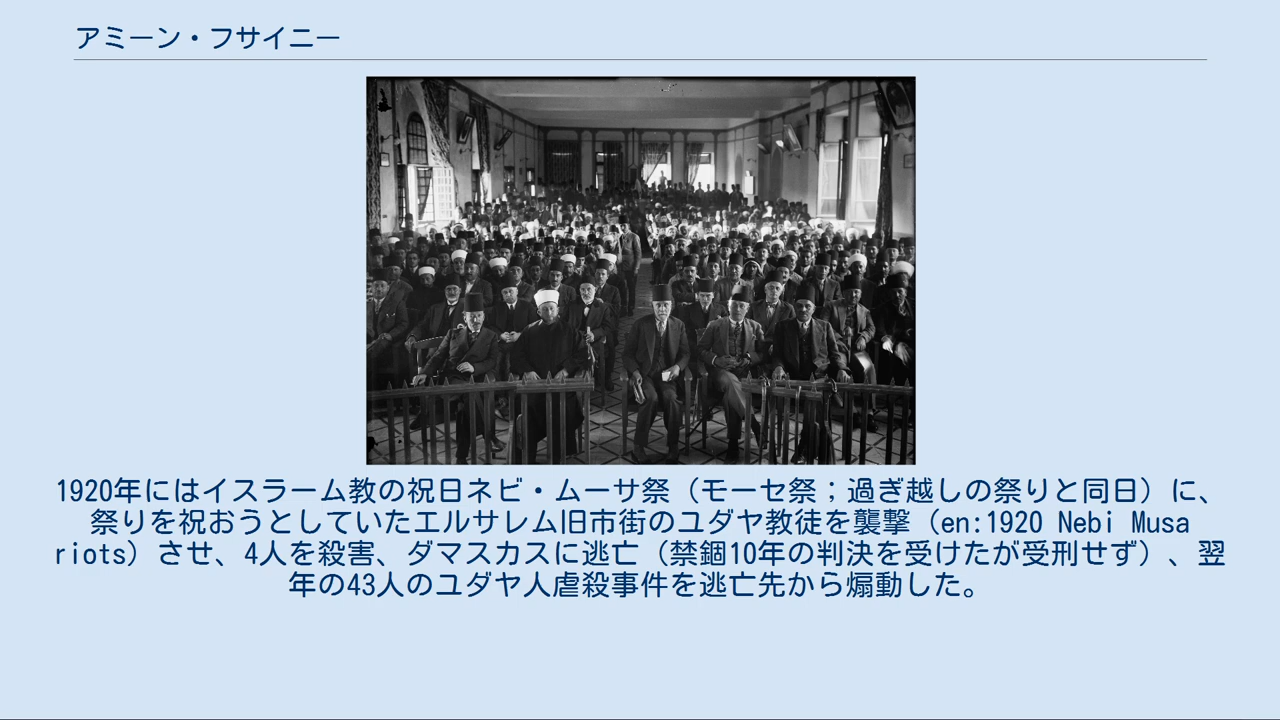 アミーン・フサイニー
1920年にはイスラーム教の祝日ネビ・ムーサ祭（モーセ祭；過ぎ越しの祭りと同日）に、
祭りを祝おうとしていたエルサレム旧市街のユダヤ教徒を襲撃（en:1920 Nebi Musa
riots）させ、4人を殺害、ダマスカスに逃亡（禁錮10年の判決を受けたが受刑せず）、翌
年の43人のユダヤ人虐殺事件を逃亡先から煽動した。